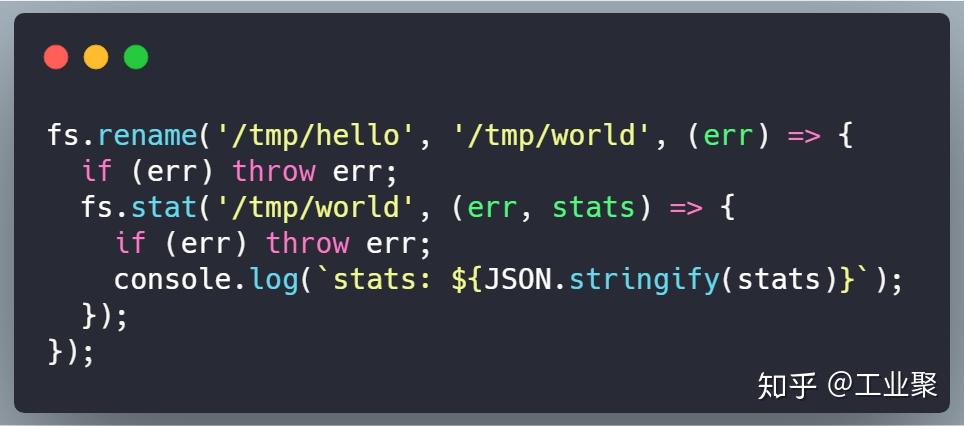 fs.rename('/tmp/hello', '/tmp/world', (err) => {
  if (err) throw err;
  fs.stat('/tmp/world', (err, stats) => {
    if (err) throw err;
    console.log(`stats: ${JSON.stringify(stats)}`);
  });
});
知乎 @工业聚